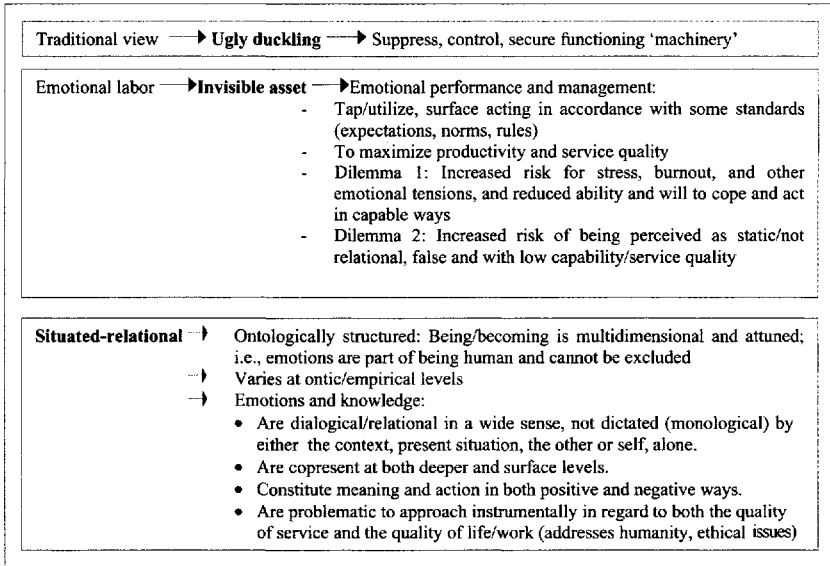 Traditional view → Ugly duckling → Suppress, control, secure functioning 'machinery'
Emotional labor → Invisible asset → Emotional performance and management:
- Tap/utilize, surface acting in accordance with some standards
(expectations, norms, rules)
- To maximize productivity and service quality
- Dilemma 1: Increased risk for stress, burnout, and other
emotional tensions, and reduced ability and will to cope and act
in capable ways
- Dilemma 2: Increased risk of being perceived as static/not
relational, false and with low capability/service quality
Situated-relational → Ontologically structured: Being/becoming is multidimensional and attuned;
i.e., emotions are part of being human and cannot be excluded
→ Varies at ontic/empirical levels
→ Emotions and knowledge:
• Are dialogical/relational in a wide sense, not dictated (monological) by
either the context, present situation, the other or self, alone.
• Are copresent at both deeper and surface levels.
• Constitute meaning and action in both positive and negative ways.
• Are problematic to approach instrumentally in regard to both the quality
of service and the quality of life/work (addresses humanity, ethical issues)